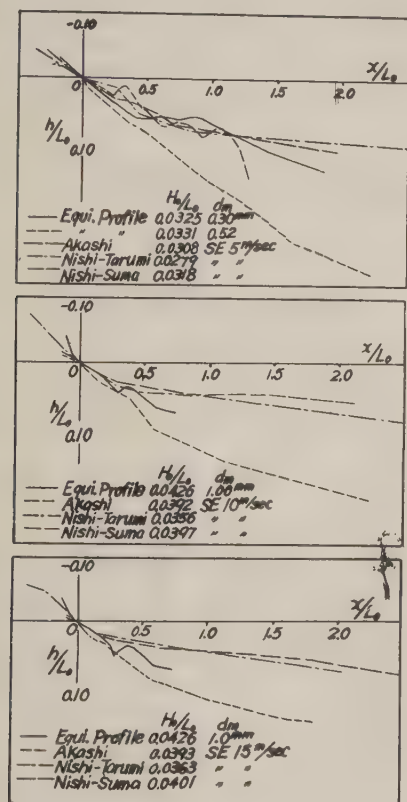 -0.10
x/L₀
0 0.5 1.0 1.5 2.0
h/L₀
0.10
H₀/L₀ dm
Equi. Profile 0.0325 0.30mm
" " 0.0331 0.52
Akashi 0.0308 SE 5m/sec
Nishi-Tarumi 0.0279 " "
Nishi-Suma 0.0318 " "
-0.10
x/L₀
0 0.5 1.0 1.5 2.0
h/L₀
0.10
H₀/L₀ dm
Equi. Profile 0.0426 1.00mm
Akashi 0.0392 SE 10m/sec
Nishi-Tarumi 0.0356 " "
Nishi-Suma 0.0397 " "
-0.10
x/L₀
0 0.5 1.0 1.5 2.0
h/L₀
0.10
H₀/L₀ dm
Equi. Profile 0.0426 1.0mm
Akashi 0.0393 SE 15m/sec
Nishi-Tarumi 0.0363 " "
Nishi-Suma 0.0401 " "